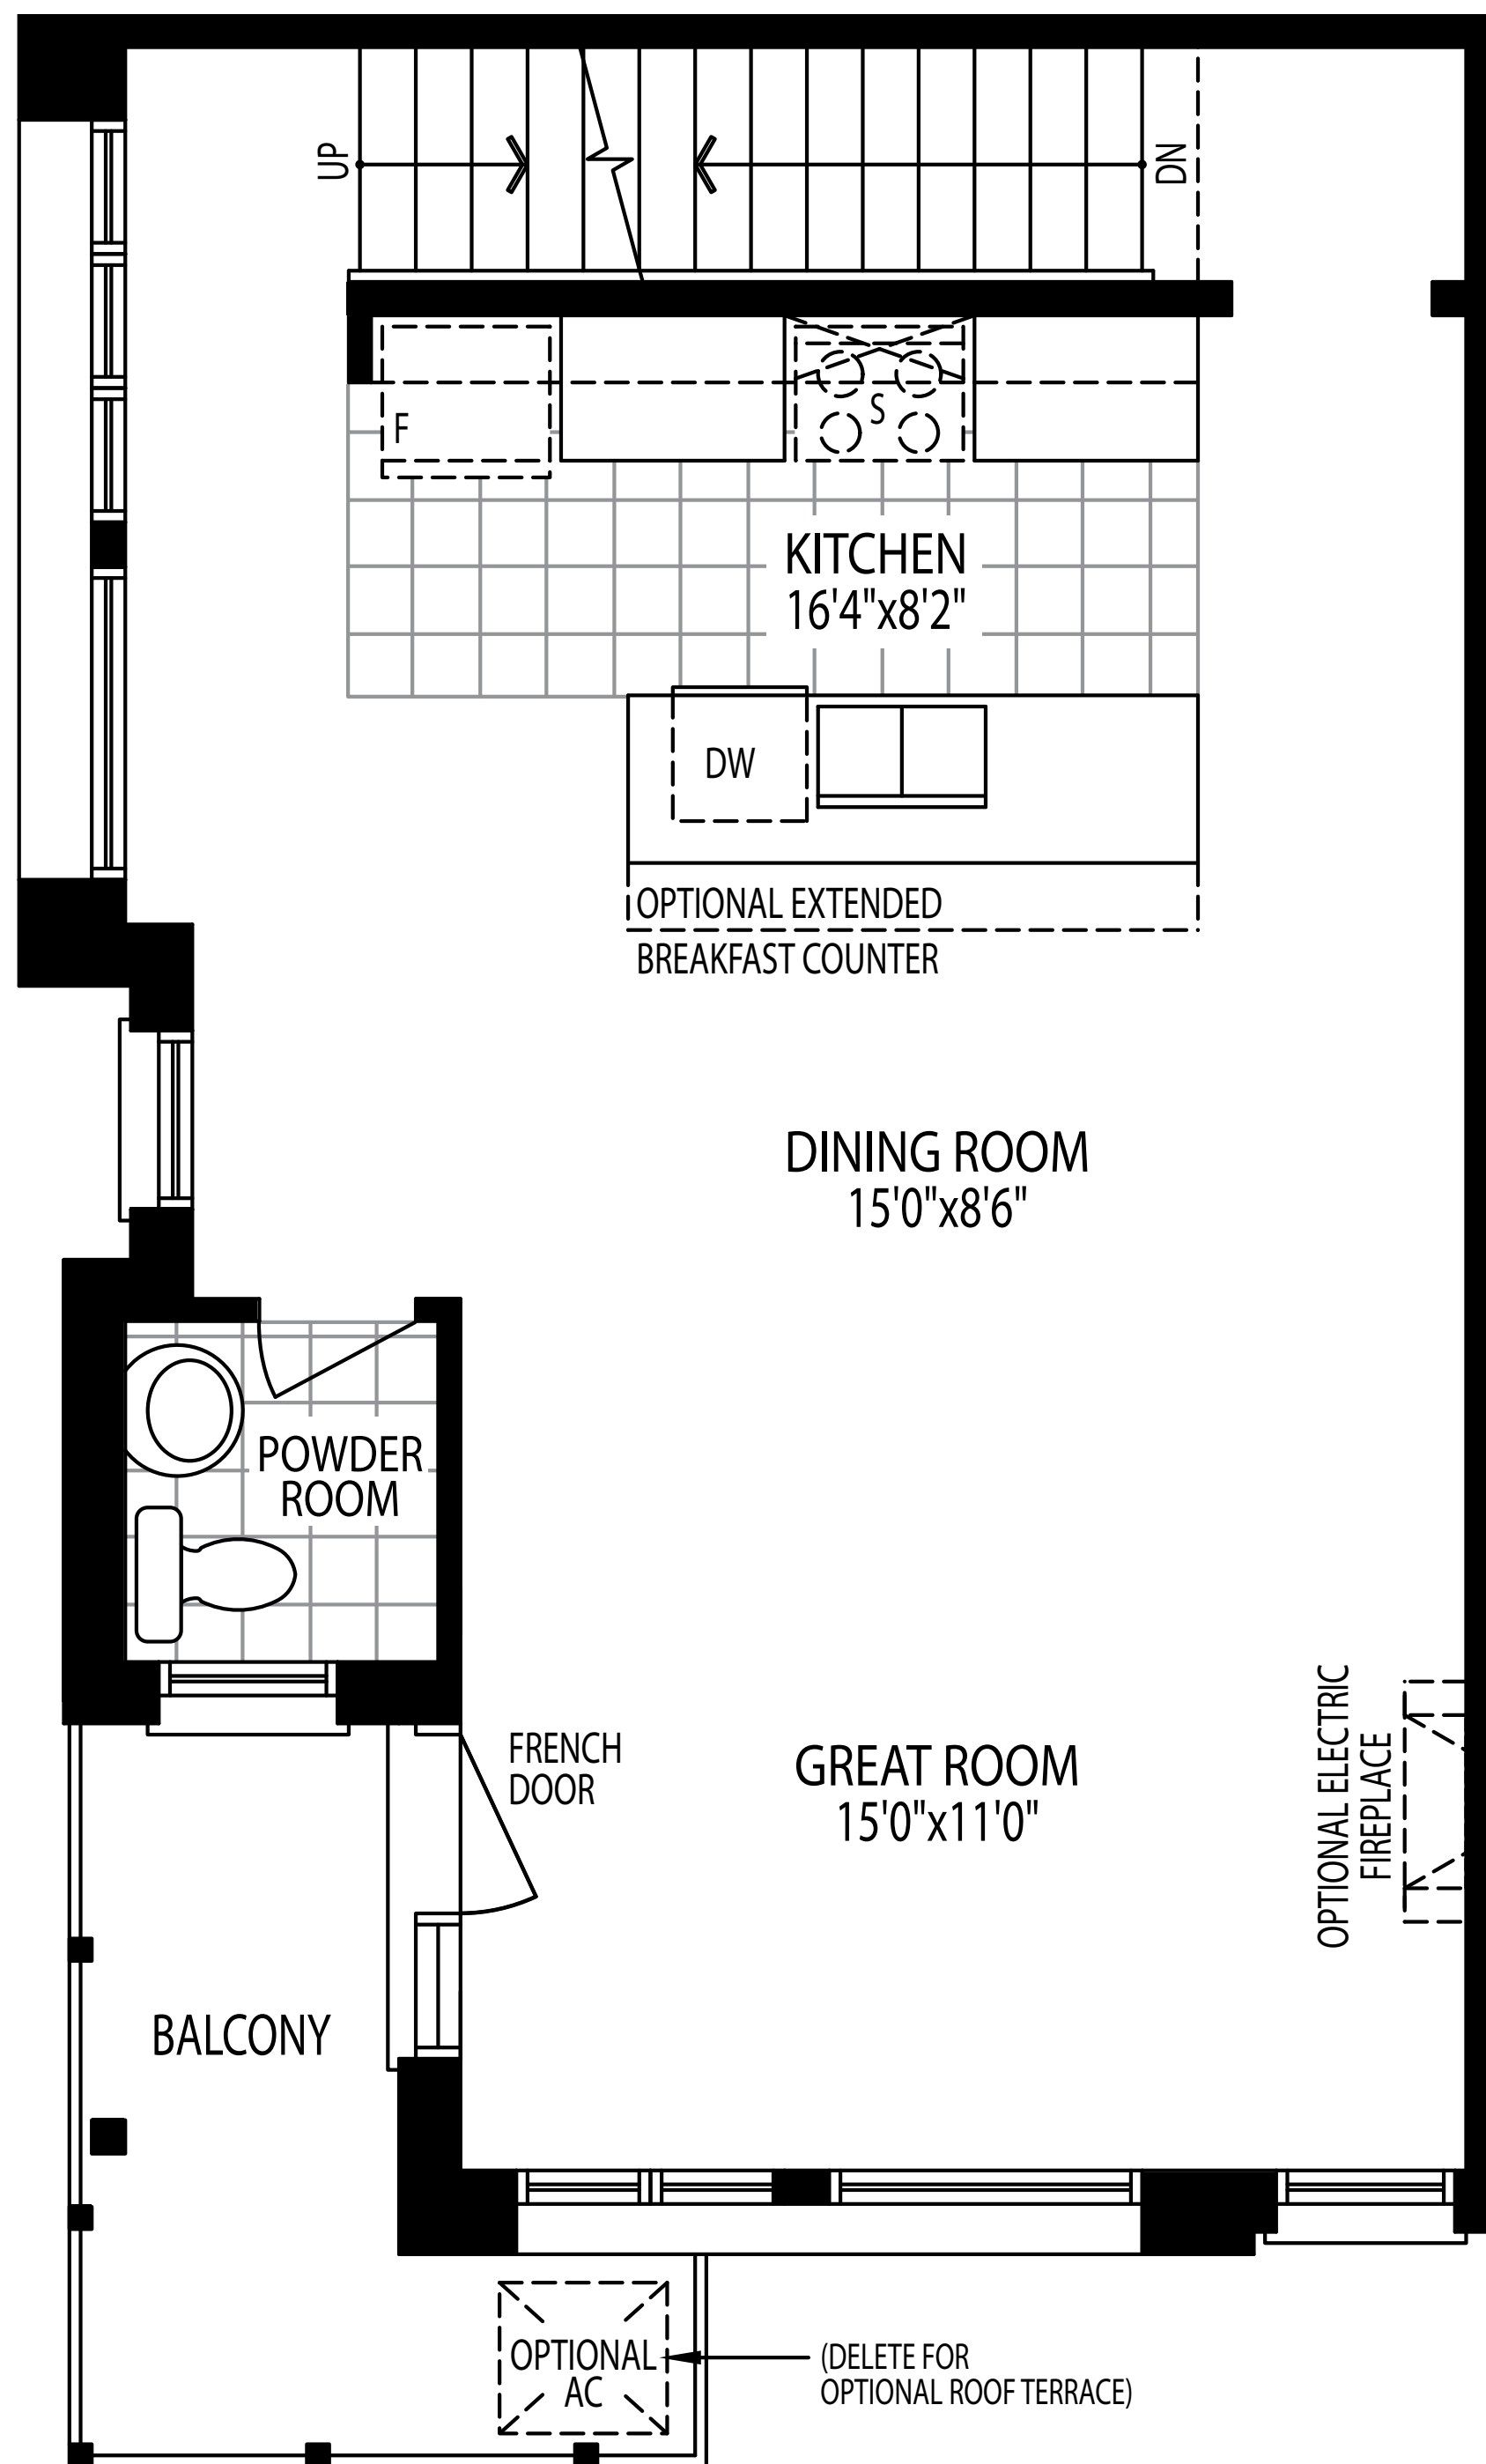 UP
DN
F
S
KITCHEN
16'4"x8'2"
DW
OPTIONAL EXTENDED
BREAKFAST COUNTER
DINING ROOM
15'0"x8'6"
POWDER
ROOM
FRENCH
DOOR
GREAT ROOM
15'0"x11'0"
OPTIONAL ELECTRIC
FIREPLACE
BALCONY
OPTIONAL
AC
(DELETE FOR
OPTIONAL ROOF TERRACE)